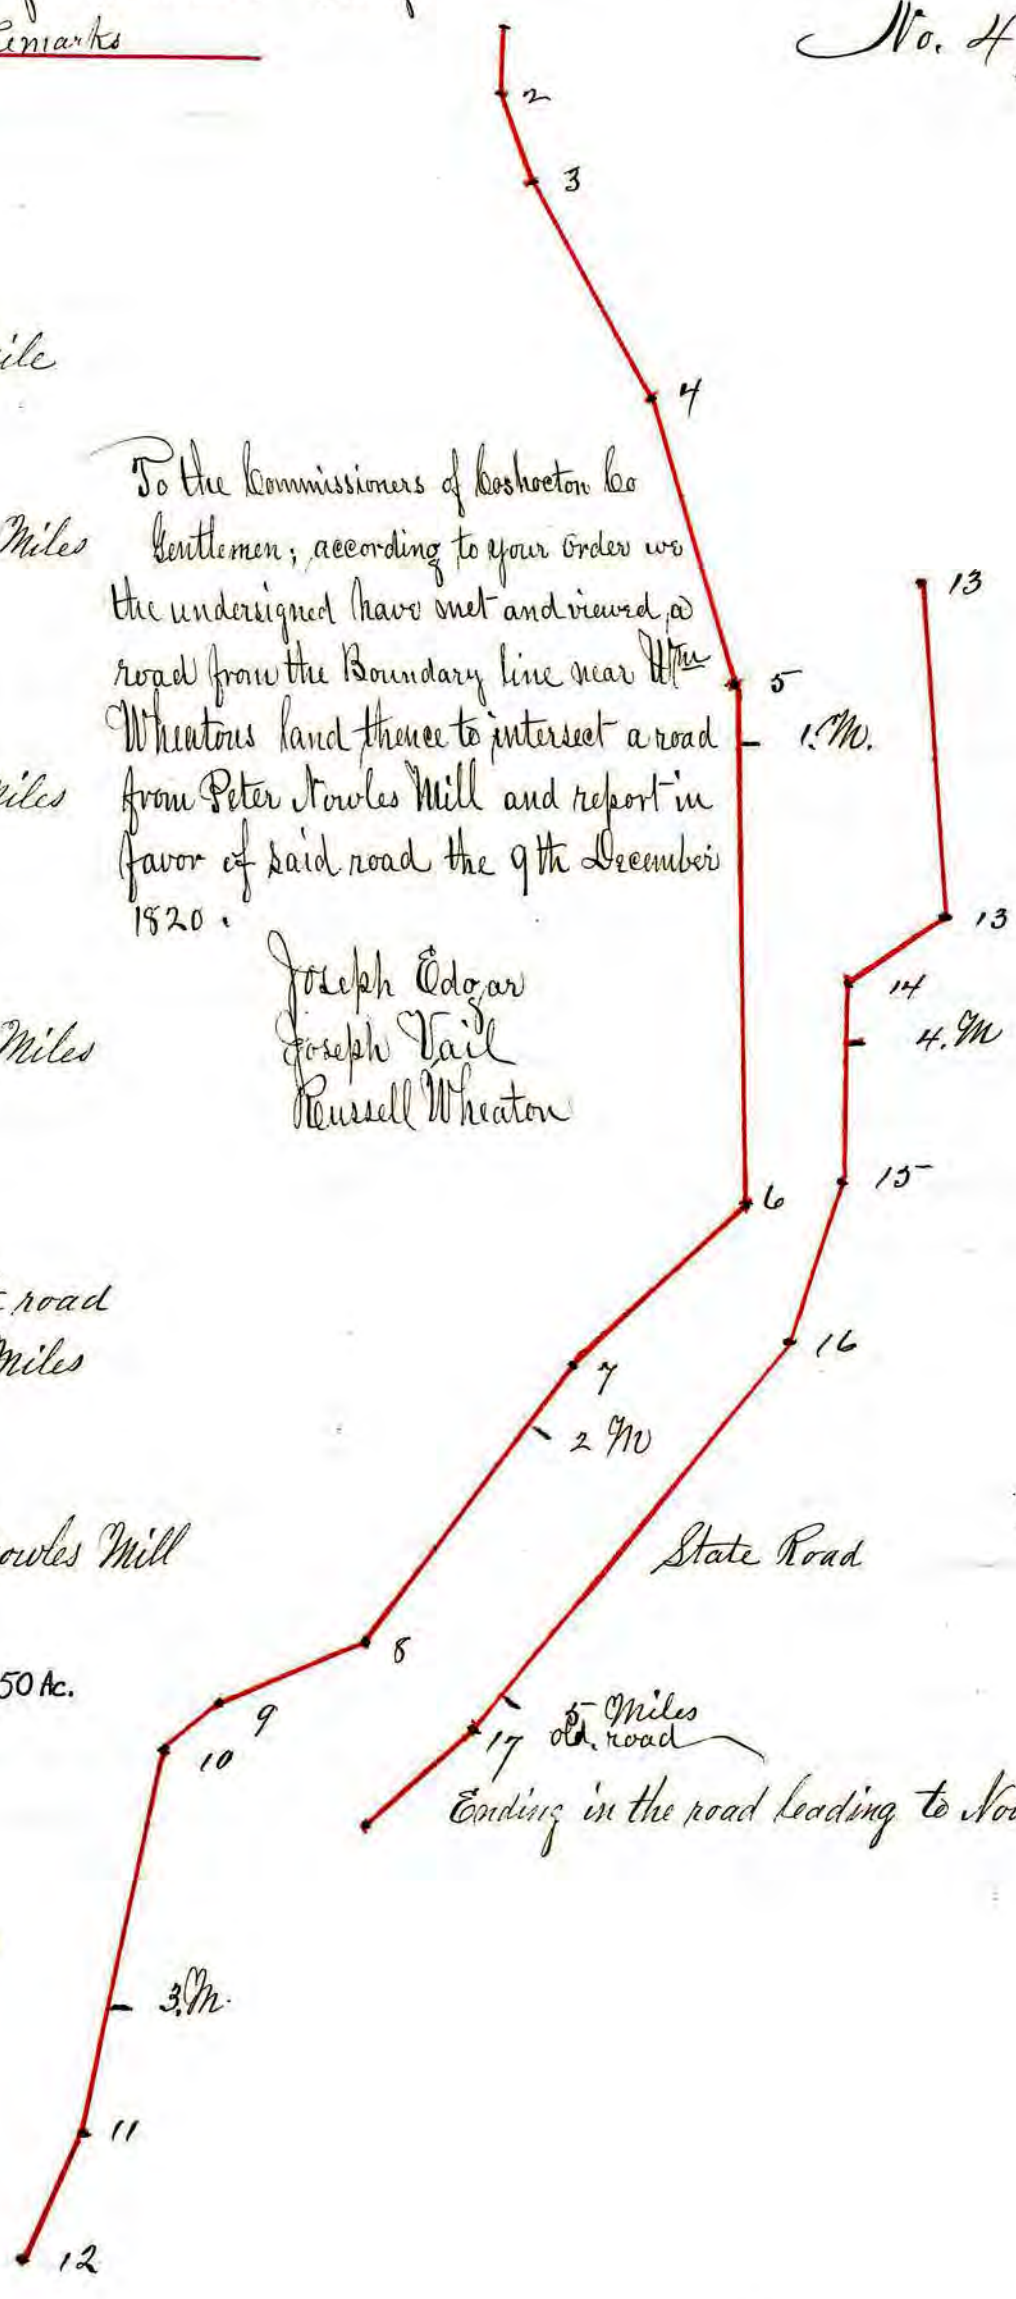 emarks
No. 4
2
3
ile
4
To the Commissioners of Coshocton Co
Miles
Gentlemen; according to your order we
the undersigned have met and viewed a
13
road from the Boundary line near Wm
5
Wheatons land thence to intersect a road
1.M.
iles
from Peter Nowles Mill and report in
favor of said road the 9th December
1820.
13
Joseph Edgar
14
Joseph Vail
4.M
Miles
Reussell Wheaton
15
6
road
16
Miles
7
2 M
owles Mill
State Road
8
50 Ac.
9
5 Miles
old. road
17
10
Ending in the road leading to Now
3.M.
11
12